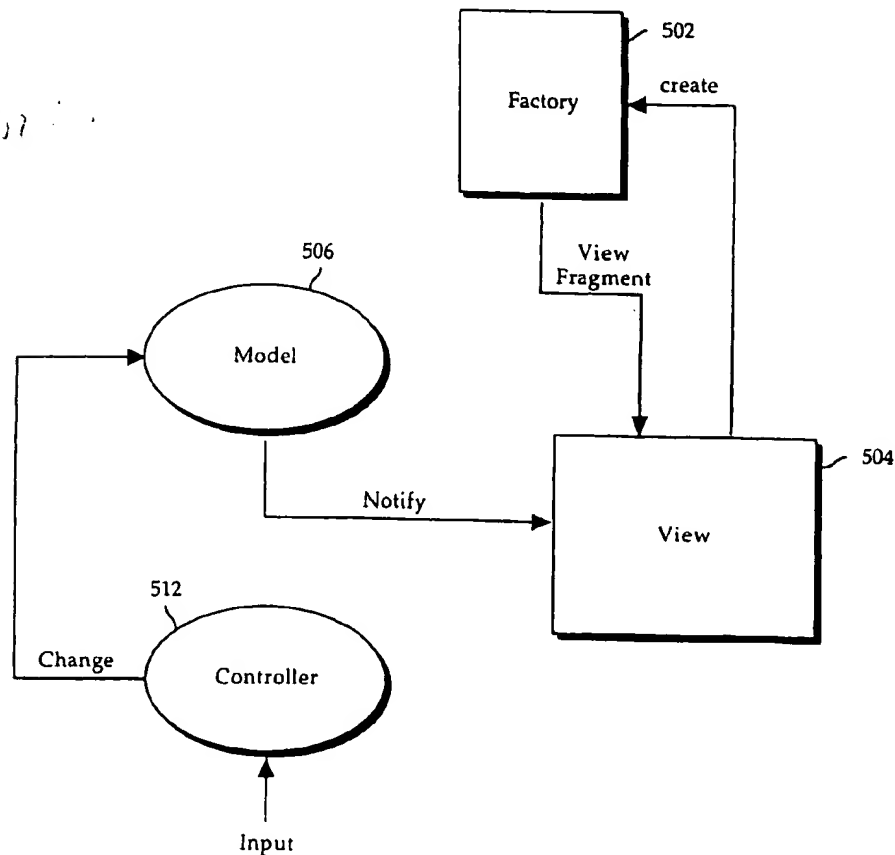 502
create
Factory
View
Fragment
506
Model
504
Notify
View
512
Change
Controller
Input